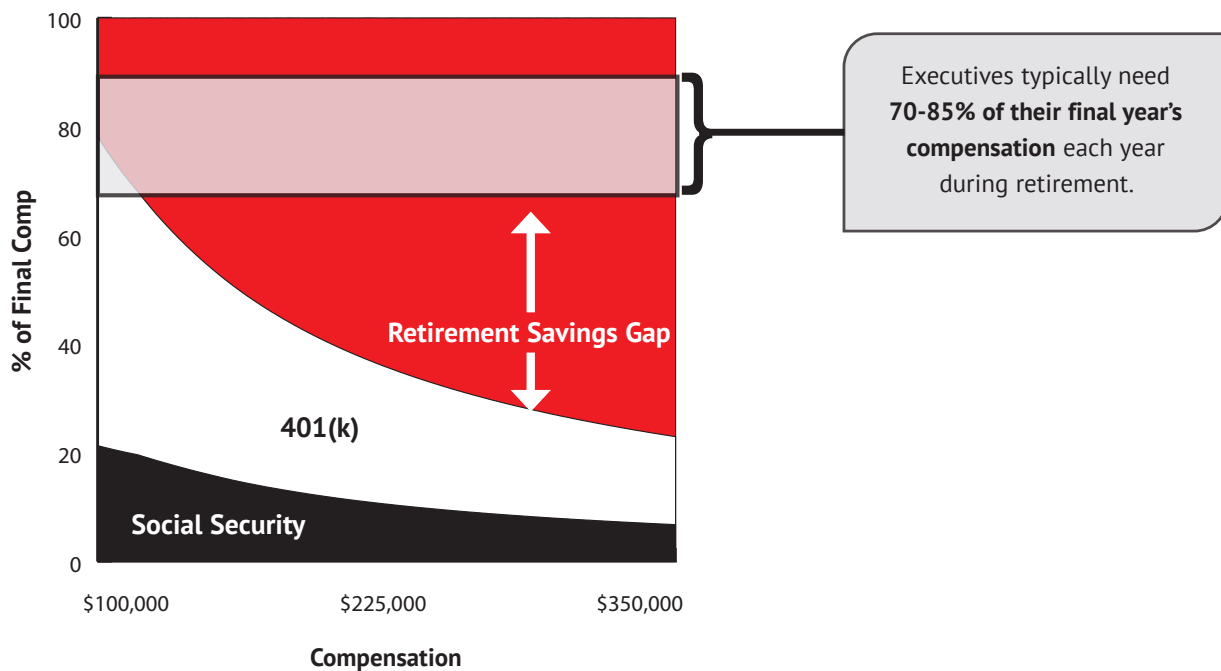 100
80
60
40
20
0
% of Final Comp
Executives typically need
70-85% of their final year’s
compensation each year
during retirement.
Retirement Savings Gap
401(k)
Social Security
$100,000
$225,000
$350,000
Compensation